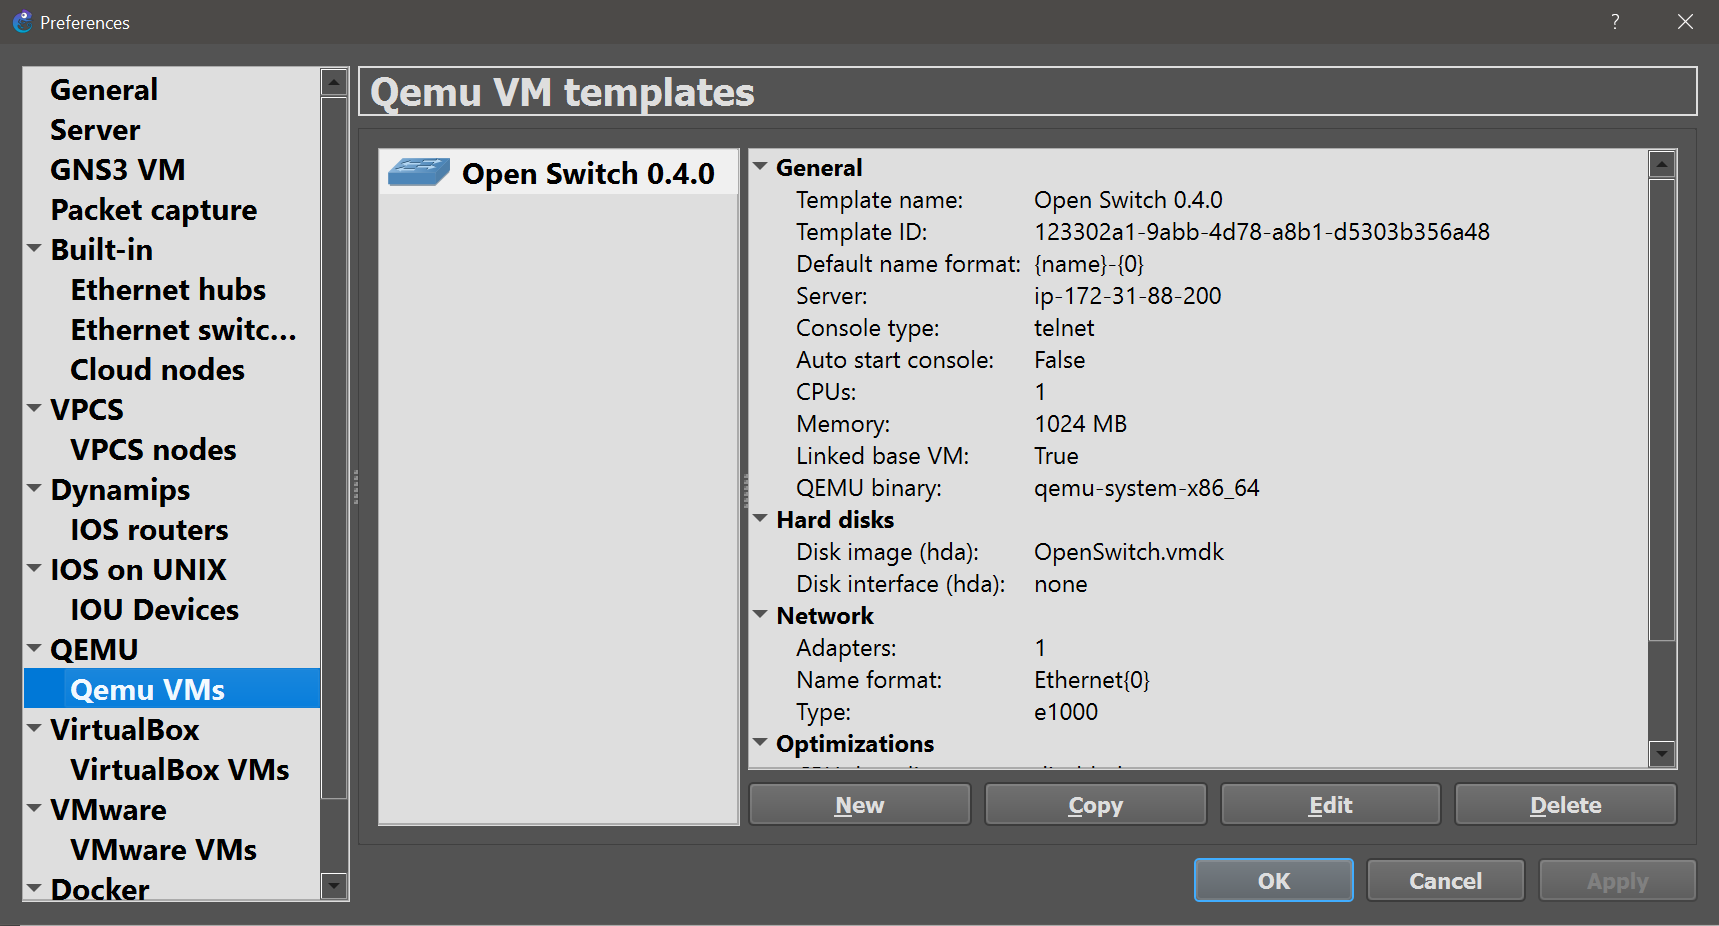 Preferences
?
General
Server
GNS3 VM
Packet capture
Built-in
Ethernet hubs
Ethernet switc...
Cloud nodes
VPCS
VPCS nodes
Dynamips
IOS routers
IOS on UNIX
IOU Devices
QEMU
Qemu VMs
VirtualBox
VirtualBox VMs
VMware
VMware VMs
Docker
Qemu VM templates
Open Switch 0.4.0
General
Template name: Open Switch 0.4.0
Template ID: 123302a1-9abb-4d78-a8b1-d5303b356a48
Default name format: {name}-{0}
Server: ip-172-31-88-200
Console type: telnet
Auto start console: False
CPUs: 1
Memory: 1024 MB
Linked base VM: True
QEMU binary: qemu-system-x86_64
Hard disks
Disk image (hda): OpenSwitch.vmdk
Disk interface (hda): none
Network
Adapters: 1
Name format: Ethernet{0}
Type: e1000
Optimizations
New Copy Edit Delete
OK Cancel Apply